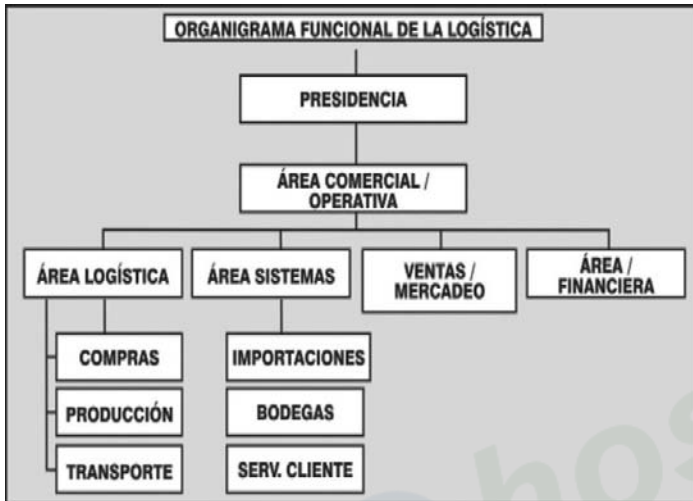 ORGANIGRAMA FUNCIONAL DE LA LOGÍSTICA
PRESIDENCIA
ÁREA COMERCIAL /
OPERATIVA
ÁREA LOGÍSTICA
ÁREA SISTEMAS
VENTAS /
MERCADEO
ÁREA /
FINANCIERA
COMPRAS
IMPORTACIONES
PRODUCCIÓN
BODEGAS
TRANSPORTE
SERV. CLIENTE
hos